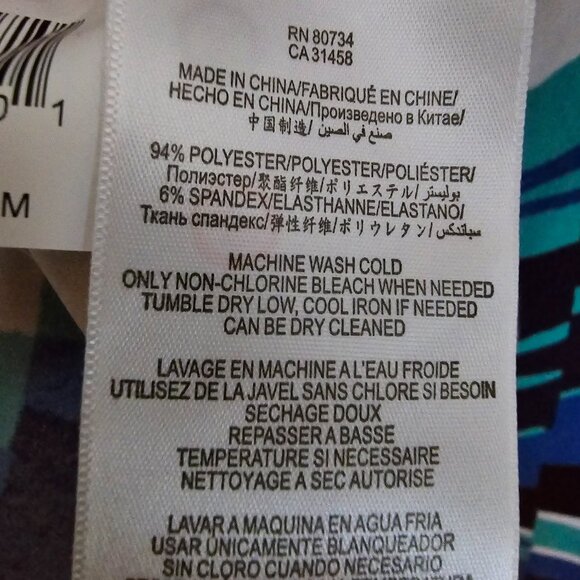 1
M
RN 80734
CA 31458
MADE IN CHINA/FABRIQUÉ EN CHINE/
HECHO EN CHINA/Произведено в Китае/
中国制造/صنع في الصين/
94% POLYESTER/POLYESTER/POLIÉSTER/
Полиэстер/聚酯纤维/ポリエステル/بوليستر/
6% SPANDEX/ELASTHANNE/ELASTANO/
Ткань спандекс/弹性纤维/ポリウレタン/سباندكس
MACHINE WASH COLD
ONLY NON-CHLORINE BLEACH WHEN NEEDED
TUMBLE DRY LOW, COOL IRON IF NEEDED
CAN BE DRY CLEANED
LAVAGE EN MACHINE A L'EAU FROIDE
UTILISEZ DE LA JAVEL SANS CHLORE SI BESOIN
SECHAGE DOUX
REPASSER A BASSE
TEMPERATURE SI NECESSAIRE
NETTOYAGE A SEC AUTORISE
LAVAR A MAQUINA EN AGUA FRIA
USAR UNICAMENTE BLANQUEADOR
SIN CLORO CUANDO NECESARIO